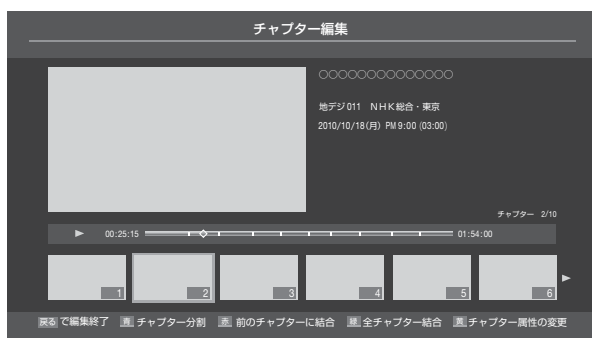 チャプター編集
○○○○○○○○○○○○○○
地デジ 011 NHK総合・東京
2010/10/18(月) PM 9:00 (03:00)
チャプター 2/10
00:25:15 01:54:00
1 2 3 4 5 6
戻る で編集終了 青 チャプター分割 赤 前のチャプターに結合 緑 全チャプター結合 黄 チャプター属性の変更